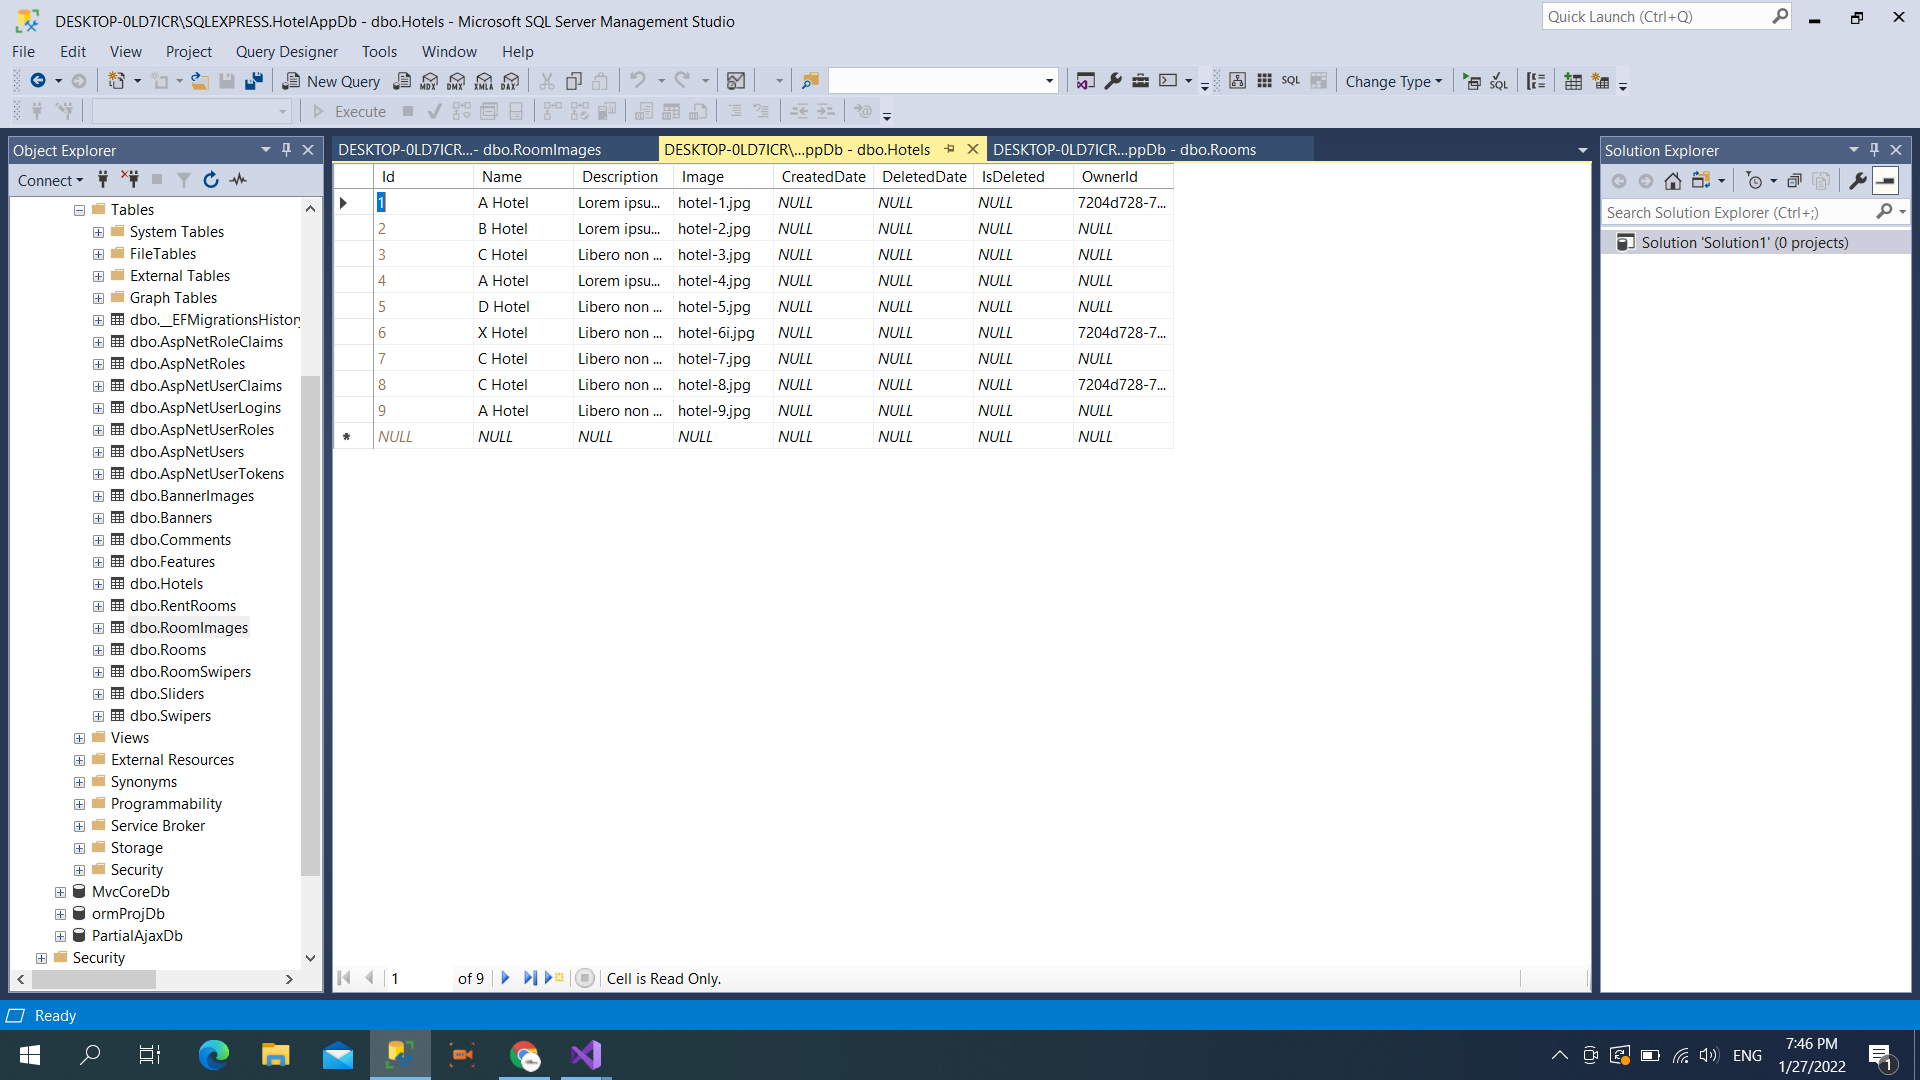 DESKTOP-0LD7ICR\SQLEXPRESS.HotelAppDb - dbo.Hotels - Microsoft SQL Server Management Studio
Quick Launch (Ctrl+Q)
File Edit View Project Query Designer Tools Window Help
New Query MDX DMX XMLA DAX SQL Change Type SQL
Execute
Object Explorer
Connect
Tables
System Tables
FileTables
External Tables
Graph Tables
dbo.__EFMigrationsHistory
dbo.AspNetRoleClaims
dbo.AspNetRoles
dbo.AspNetUserClaims
dbo.AspNetUserLogins
dbo.AspNetUserRoles
dbo.AspNetUsers
dbo.AspNetUserTokens
dbo.BannerImages
dbo.Banners
dbo.Comments
dbo.Features
dbo.Hotels
dbo.RentRooms
dbo.RoomImages
dbo.Rooms
dbo.RoomSwipers
dbo.Sliders
dbo.Swipers
Views
External Resources
Synonyms
Programmability
Service Broker
Storage
Security
MvcCoreDb
ormProjDb
PartialAjaxDb
Security
DESKTOP-0LD7ICR...- dbo.RoomImages DESKTOP-0LD7ICR\...ppDb - dbo.Hotels DESKTOP-0LD7ICR...ppDb - dbo.Rooms
Id Name Description Image CreatedDate DeletedDate IsDeleted OwnerId
1 A Hotel Lorem ipsu... hotel-1.jpg NULL NULL NULL 7204d728-7...
2 B Hotel Lorem ipsu... hotel-2.jpg NULL NULL NULL NULL
3 C Hotel Libero non ... hotel-3.jpg NULL NULL NULL NULL
4 A Hotel Lorem ipsu... hotel-4.jpg NULL NULL NULL NULL
5 D Hotel Libero non ... hotel-5.jpg NULL NULL NULL NULL
6 X Hotel Libero non ... hotel-6i.jpg NULL NULL NULL 7204d728-7...
7 C Hotel Libero non ... hotel-7.jpg NULL NULL NULL NULL
8 C Hotel Libero non ... hotel-8.jpg NULL NULL NULL 7204d728-7...
9 A Hotel Libero non ... hotel-9.jpg NULL NULL NULL NULL
* NULL NULL NULL NULL NULL NULL NULL NULL
1 of 9 Cell is Read Only.
Solution Explorer
Search Solution Explorer (Ctrl+;)
Solution 'Solution1' (0 projects)
Ready
ENG
7:46 PM
1/27/2022
1